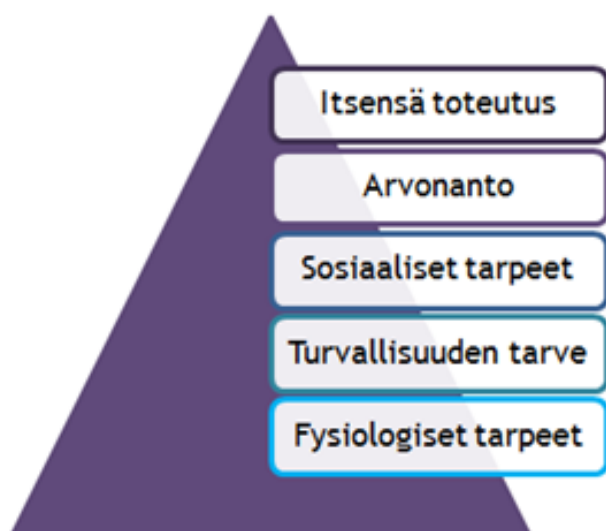 Itsensä toteutus
Arvonanto
Sosiaaliset tarpeet
Turvallisuuden tarve
Fysiologiset tarpeet